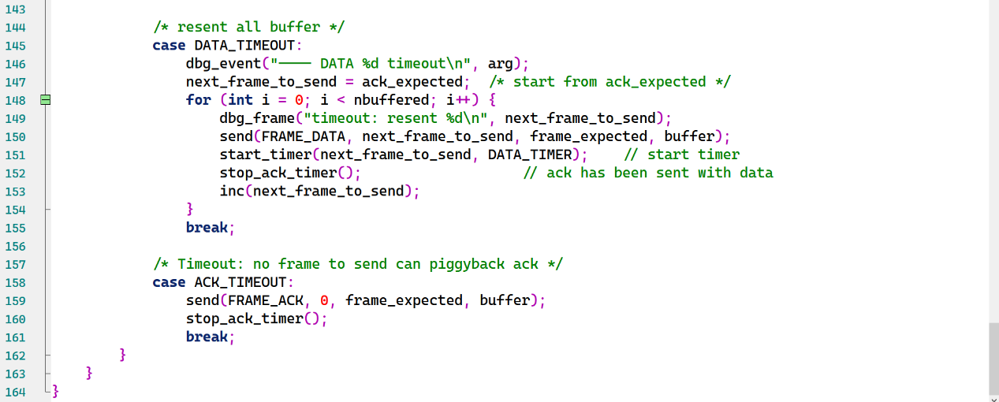 143
144 /* resent all buffer */
145 case DATA_TIMEOUT:
146 dbg_event("---- DATA %d timeout\n", arg);
147 next_frame_to_send = ack_expected; /* start from ack_expected */
148 for (int i = 0; i < nbuffered; i++) {
149 dbg_frame("timeout: resent %d\n", next_frame_to_send);
150 send(FRAME_DATA, next_frame_to_send, frame_expected, buffer);
151 start_timer(next_frame_to_send, DATA_TIMER); // start timer
152 stop_ack_timer(); // ack has been sent with data
153 inc(next_frame_to_send);
154 }
155 break;
156
157 /* Timeout: no frame to send can piggyback ack */
158 case ACK_TIMEOUT:
159 send(FRAME_ACK, 0, frame_expected, buffer);
160 stop_ack_timer();
161 break;
162 }
163 }
164 }